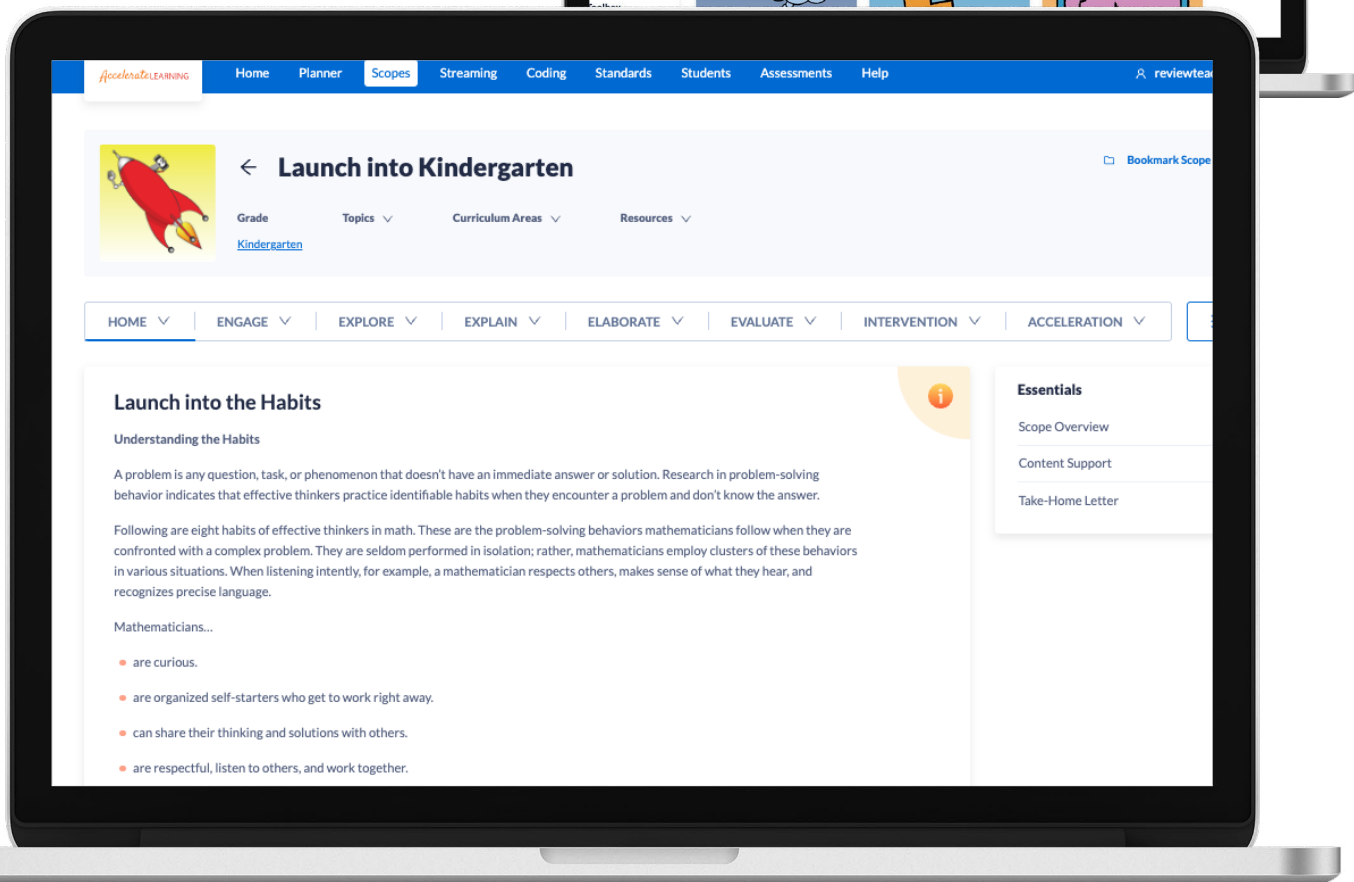 Toolbox
AccelerateLEARNING
Home Planner Scopes Streaming Coding Standards Students Assessments Help
Launch into Kindergarten
Bookmark Scope
Grade Topics Curriculum Areas Resources
Kindergarten
HOME ENGAGE EXPLORE EXPLAIN ELABORATE EVALUATE INTERVENTION ACCELERATION
Launch into the Habits
Understanding the Habits
A problem is any question, task, or phenomenon that doesn't have an immediate answer or solution. Research in problem-solving
behavior indicates that effective thinkers practice identifiable habits when they encounter a problem and don't know the answer.
Following are eight habits of effective thinkers in math. These are the problem-solving behaviors mathematicians follow when they are
confronted with a complex problem. They are seldom performed in isolation; rather, mathematicians employ clusters of these behaviors
in various situations. When listening intently, for example, a mathematician respects others, makes sense of what they hear, and
recognizes precise language.
Mathematicians...
are curious.
are organized self-starters who get to work right away.
can share their thinking and solutions with others.
are respectful, listen to others, and work together.
Essentials
Scope Overview
Content Support
Take-Home Letter